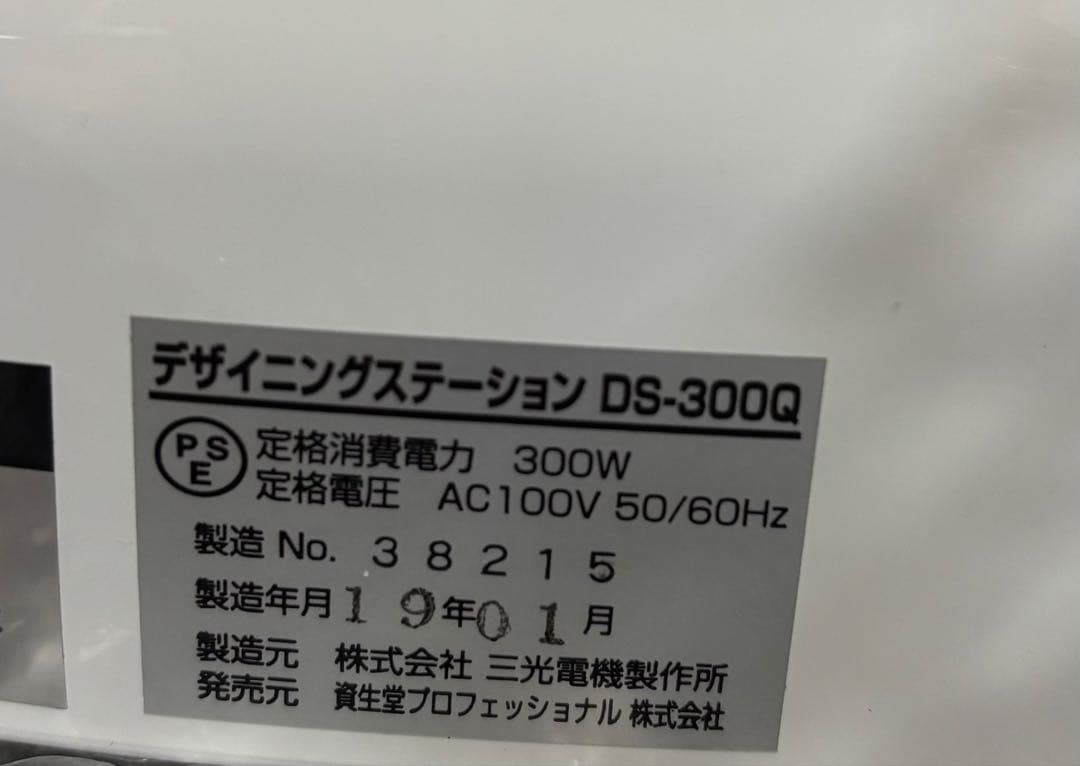 デザイニングステーション DS-300Q
PSE 定格消費電力 300W
定格電圧 AC100V 50/60Hz
製造 No. 38215
製造年月 19年01月
製造元 株式会社 三光電機製作所
発売元 資生堂プロフェッショナル 株式会社